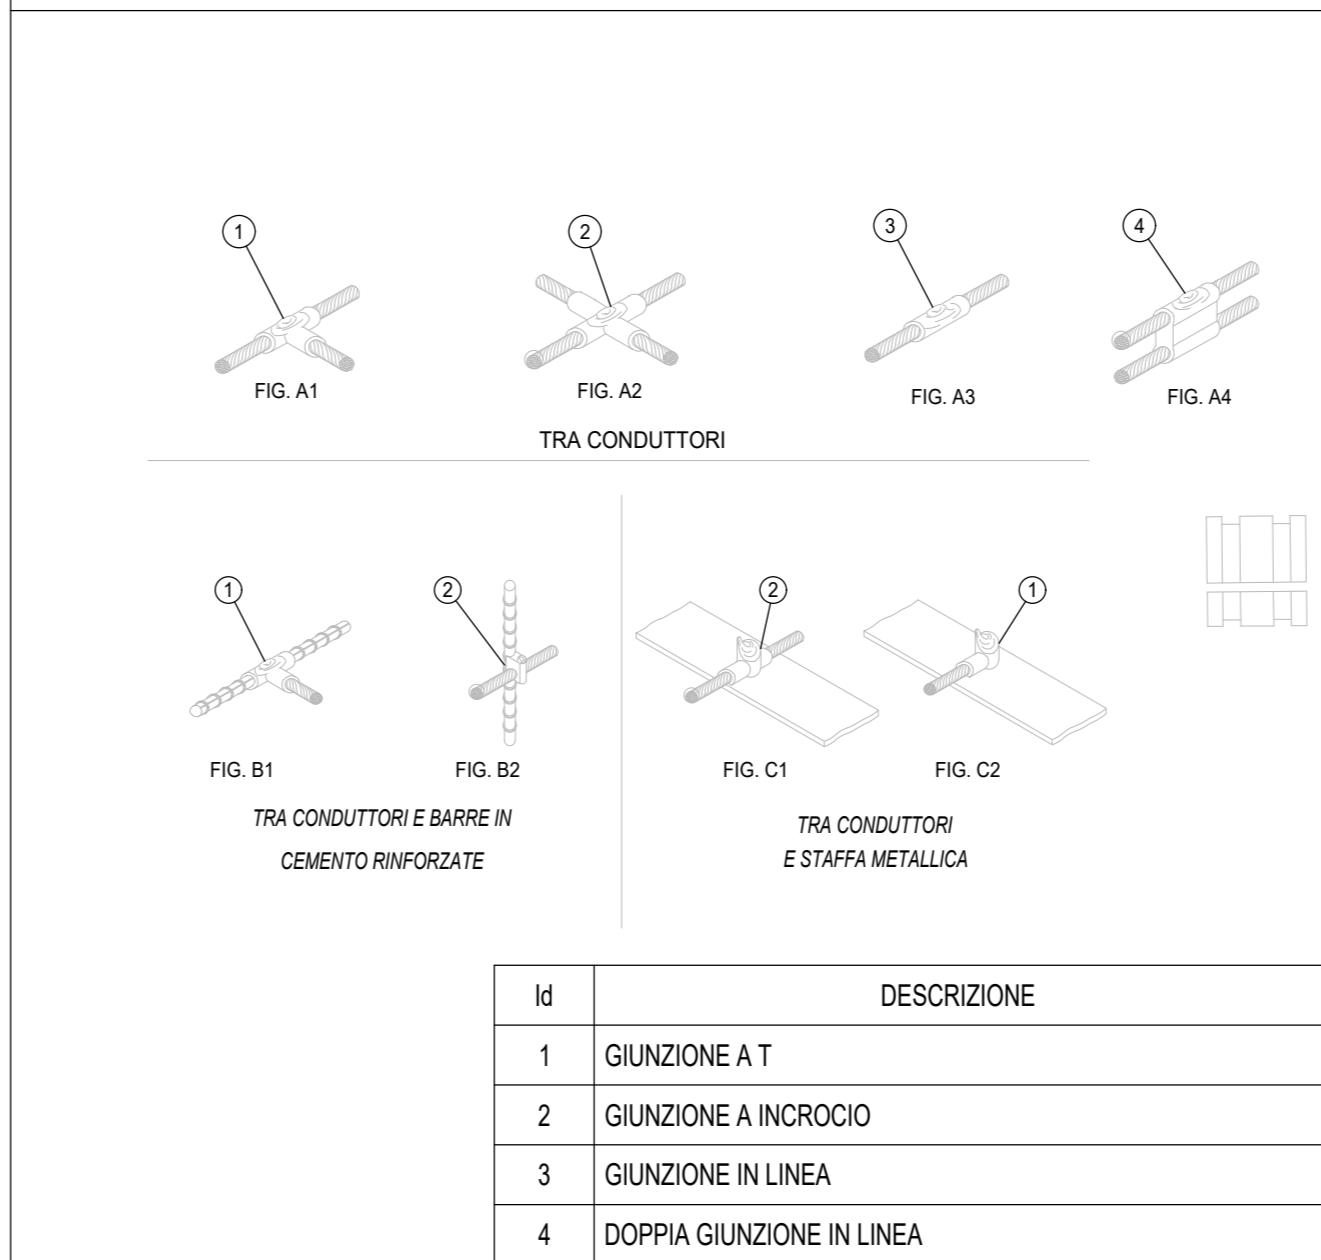 1
2
3
4
FIG. A1
FIG. A2
FIG. A3
FIG. A4
TRA CONDUTTORI
1
2
2
1
FIG. B1
FIG. B2
FIG. C1
FIG. C2
TRA CONDUTTORI E BARRE IN
CEMENTO RINFORZATE
TRA CONDUTTORI
E STAFFA METALLICA
Id DESCRIZIONE
1 GIUNZIONE A T
2 GIUNZIONE A INCROCIO
3 GIUNZIONE IN LINEA
4 DOPPIA GIUNZIONE IN LINEA